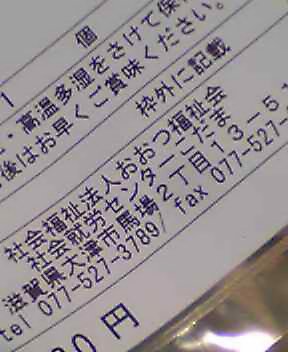 1 個
・高温多湿をさけて保
後はお早くご賞味ください。
枠外に記載
社会福祉法人おおつ福祉会
社会就労センターこだま
滋賀県大津市馬場2丁目13-5
tel 077-527-3789/ fax 077-527-
80 円